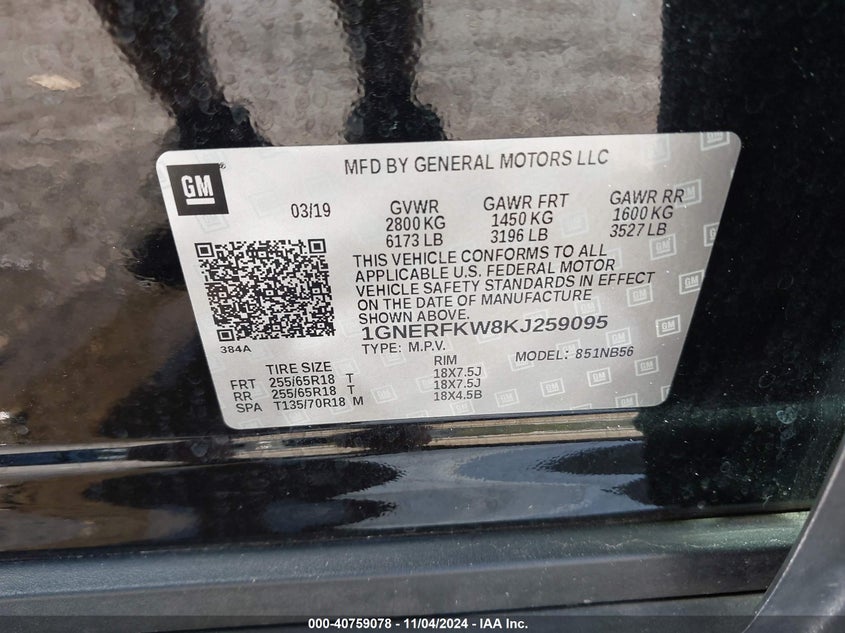 GM
MFD BY GENERAL MOTORS LLC
03/19
GVWR
2800 KG
6173 LB
GAWR FRT
1450 KG
3196 LB
GAWR RR
1600 KG
3527 LB
THIS VEHICLE CONFORMS TO ALL
APPLICABLE U.S. FEDERAL MOTOR
VEHICLE SAFETY STANDARDS IN EFFECT
ON THE DATE OF MANUFACTURE
SHOWN ABOVE.
1GNERFKW8KJ259095
384A
TYPE: M.P.V.
MODEL: 851NB56
TIRE SIZE
RIM
FRT 255/65R18 T 18X7.5J
RR 255/65R18 T 18X7.5J
SPA T135/70R18 M 18X4.5B
000-40759078 - 11/04/2024 - IAA Inc.